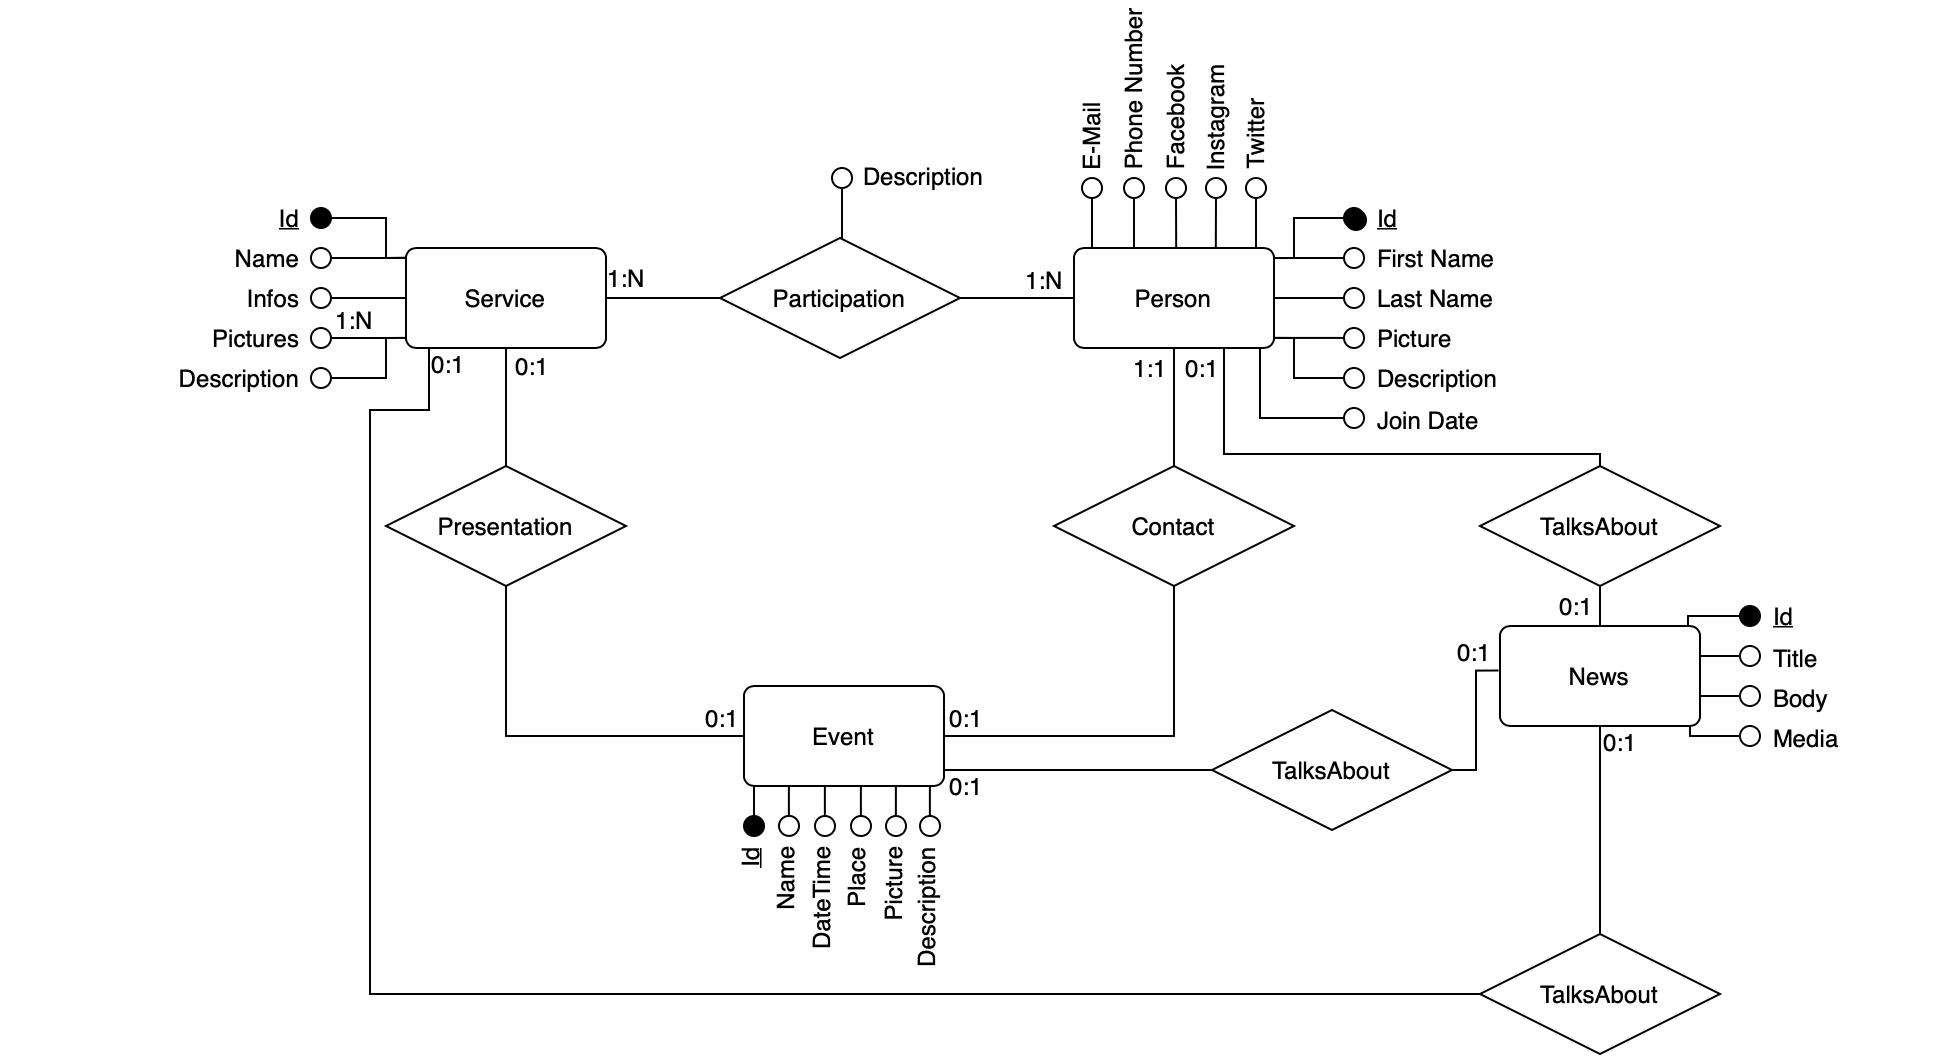 E-Mail
Phone Number
Facebook
Instagram
Twitter
Description
Id
Name
Infos
Pictures
1:N
Description
Service
1:N
Participation
1:N
Person
Id
First Name
Last Name
Picture
Description
Join Date
0:1
0:1
1:1
0:1
Presentation
Contact
TalksAbout
0:1
0:1
News
Id
Title
Body
Media
0:1
0:1
Event
0:1
0:1
TalksAbout
Id
Name
DateTime
Place
Picture
Description
TalksAbout